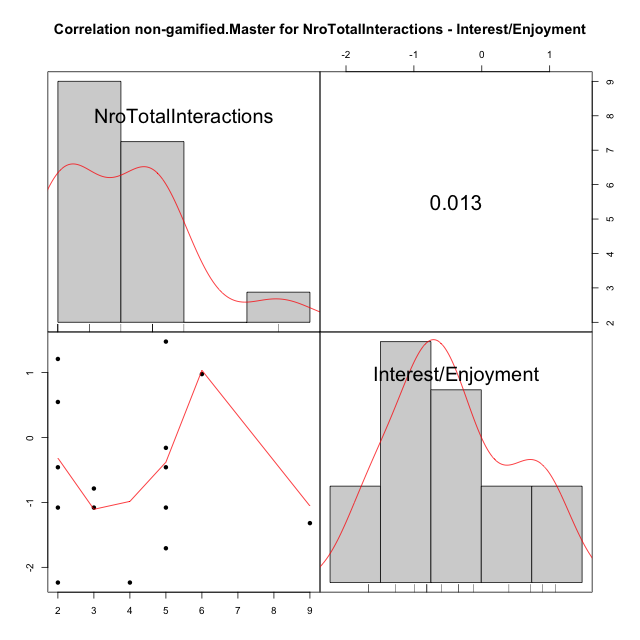 Correlation non-gamified.Master for NroTotalInteractions - Interest/Enjoyment
-2 -1 0 1
NroTotalInteractions
0.013
9
8
7
6
5
4
3
2
Interest/Enjoyment
1
0
-1
-2
2 3 4 5 6 7 8 9